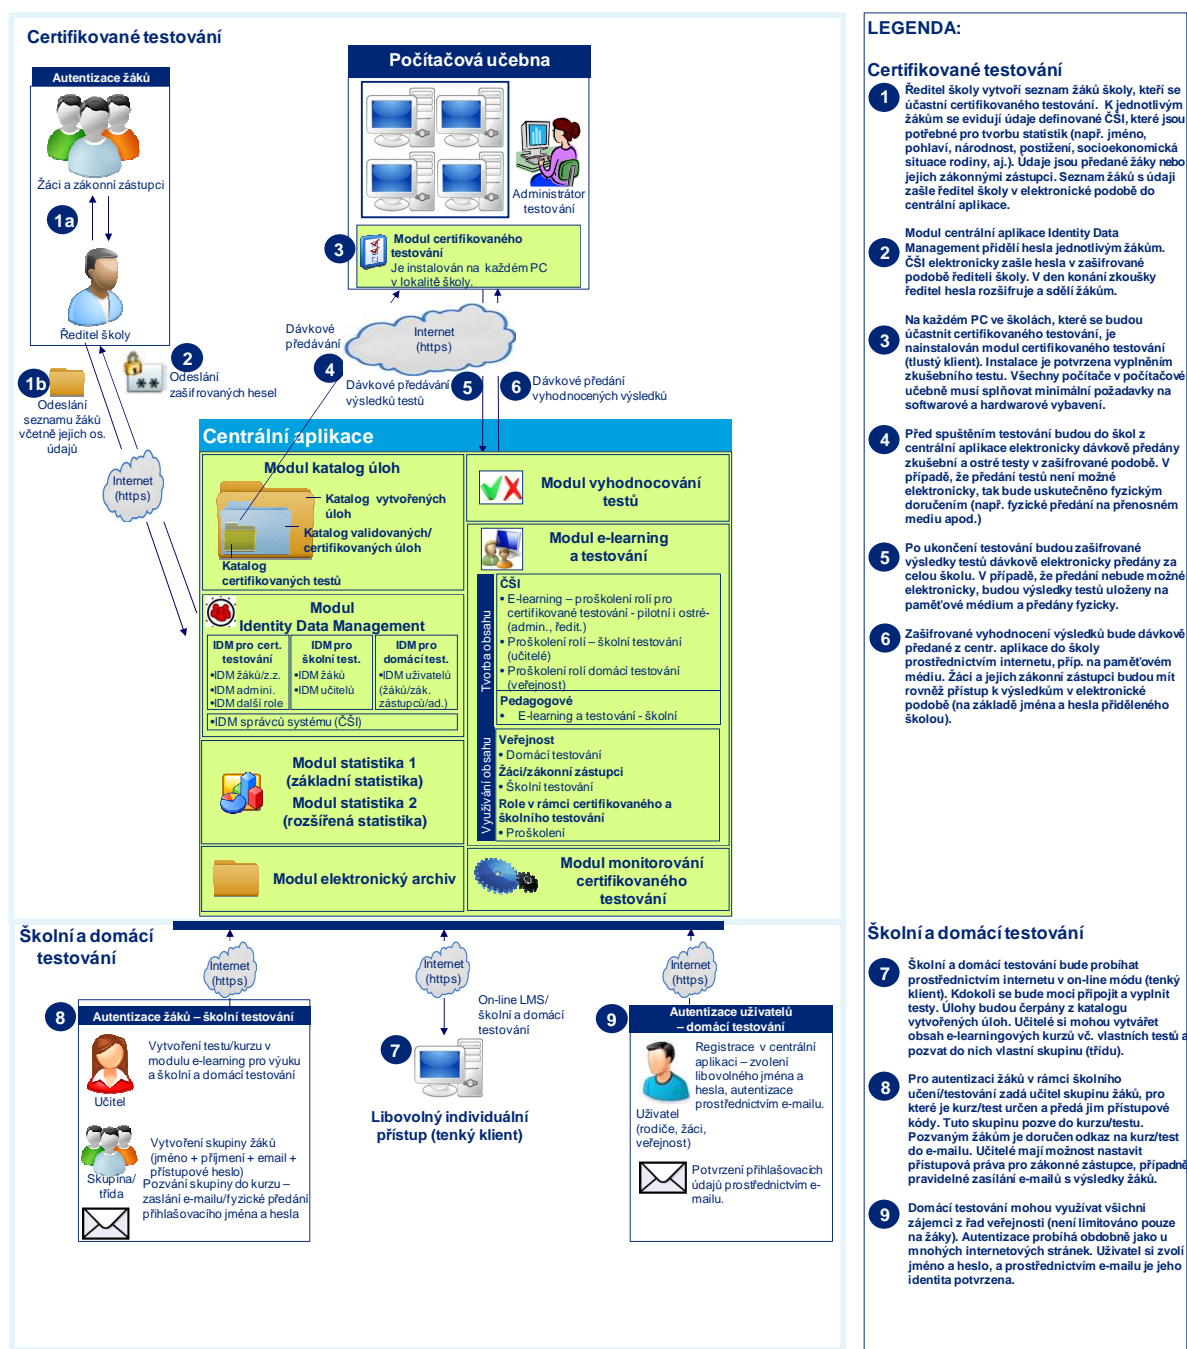 Certifikované testování
Autentizace žáků
Žáci a zákonní zástupci
1a
Ředitel školy
1b
Odeslání
seznamu žáků
včetně jejich os.
údajů
2
Odeslání
zašifrovaných hesel
Internet
(https)
Počítačová učebna
Administrátor
testování
3
Modul certifikovaného
testování
Je instalován na každém PC
v lokalitě školy.
Dávkové
předávání
4
Internet
(https)
Dávkové předávání
výsledků testů
5
6
Dávkové předání
vyhodnocených výsledků
Centrální aplikace
Modul katalog úloh
Katalog vytvořených
úloh
Katalog validovaných/
certifikovaných úloh
Katalog
certifikovaných testů
Modul
Identity Data Management
IDM pro cert.
testování
•IDM žáků/z.z.
•IDM admini.
•IDM další role
IDM pro
školní test.
•IDM žáků
•IDM učitelů
IDM pro
domácí test.
•IDM uživatelů
(žáků/zák.
zástupců/ad.)
•IDM správců systému (ČŠI)
Modul statistika 1
(základní statistika)
Modul statistika 2
(rozšířená statistika)
Modul elektronický archiv
Modul vyhodnocování
testů
Modul e-learning
a testování
Tvorba obsahu
ČŠI
• E-learning – proškolení rolí pro
certifikované testování - pilotní i ostré-
(admin., ředit.)
• Proškolení rolí – školní testování
(učitelé)
• Proškolení rolí domácí testování
(veřejnost)
Pedagogové
• E-learning a testování - školní
Využívání obsahu
Veřejnost
• Domácí testování
Žáci/zákonní zástupci
• Školní testování
Role v rámci certifikovaného a
školního testování
• Proškolení
Modul monitorování
certifikovaného
testování
Školní a domácí
testování
Internet
(https)
Internet
(https)
Internet
(https)
8
Autentizace žáků – školní testování
Vytvoření testu/kurzu v
modulu e-learning pro výuku
a školní a domácí testování
Učitel
Vytvoření skupiny žáků
(jméno + příjmení + email +
přístupové heslo)
Skupina/
třída
Pozvání skupiny do kurzu –
zaslání e-mailu/fyzické předání
přihlašovacího jména a hesla
On-line LMS/
školní a domácí
testování
7
Libovolný individuální
přístup (tenký klient)
9
Autentizace uživatelů
– domácí testování
Registrace v centrální
aplikaci – zvolení
libovolného jména a
hesla, autentizace
prostřednictvím e-mailu.
Uživatel
(rodiče, žáci,
veřejnost)
Potvrzení přihlašovacích
údajů prostřednictvím e-
mailu.
LEGENDA:
Certifikované testování
1
Ředitel školy vytvoří seznam žáků školy, kteří se
účastní certifikovaného testování. K jednotlivým
žákům se evidují údaje definované ČŠI, které jsou
potřebné pro tvorbu statistik (např. jméno,
pohlaví, národnost, postižení, socioekonomická
situace rodiny, aj.). Údaje jsou předané žáky nebo
jejich zákonnými zástupci. Seznam žáků s údaji
zašle ředitel školy v elektronické podobě do
centrální aplikace.
2
Modul centrální aplikace Identity Data
Management přidělí hesla jednotlivým žákům.
ČŠI elektronicky zašle hesla v zašifrované
podobě řediteli školy. V den konání zkoušky
ředitel hesla rozšifruje a sdělí žákům.
3
Na každém PC ve školách, které se budou
účastnit certifikovaného testování, je
nainstalován modul certifikovaného testování
(tlustý klient). Instalace je potvrzena vyplněním
zkušebního testu. Všechny počítače v počítačové
učebně musí splňovat minimální požadavky na
softwarové a hardwarové vybavení.
4
Před spuštěním testování budou do škol z
centrální aplikace elektronicky dávkově předány
zkušební a ostré testy v zašifrované podobě. V
případě, že předání testů není možné
elektronicky, tak bude uskutečněno fyzickým
doručením (např. fyzické předání na přenosném
mediu apod.)
5
Po ukončení testování budou zašifrované
výsledky testů dávkově elektronicky předány za
celou školu. V případě, že předání nebude možné
elektronicky, budou výsledky testů uloženy na
paměťové médium a předány fyzicky.
6
Zašifrované vyhodnocení výsledků bude dávkově
předané z centr. aplikace do školy
prostřednictvím internetu, příp. na paměťovém
médiu. Žáci a jejich zákonní zástupci budou mít
rovněž přístup k výsledkům v elektronické
podobě (na základě jména a hesla přiděleného
školou).
Školní a domácí testování
7
Školní a domácí testování bude probíhat
prostřednictvím internetu v on-line módu (tenký
klient). Kdokoli se bude moci připojit a vyplnit
testy. Úlohy budou čerpány z katalogu
vytvořených úloh. Učitelé si mohou vytvářet
obsah e-learningových kurzů vč. vlastních testů a
pozvat do nich vlastní skupinu (třídu).
8
Pro autentizaci žáků v rámci školního
učení/testování zadá učitel skupinu žáků, pro
které je kurz/test určen a předá jim přístupové
kódy. Tuto skupinu pozve do kurzu/testu.
Pozvaným žákům je doručen odkaz na kurz/test
do e-mailu. Učitelé mají možnost nastavit
přístupová práva pro zákonné zástupce, případně
pravidelné zasílání e-mailů s výsledky žáků.
9
Domácí testování mohou využívat všichni
zájemci z řad veřejnosti (není limitováno pouze
na žáky). Autentizace probíhá obdobně jako u
mnohých internetových stránek. Uživatel si zvolí
jméno a heslo, a prostřednictvím e-mailu je jeho
identita potvrzena.